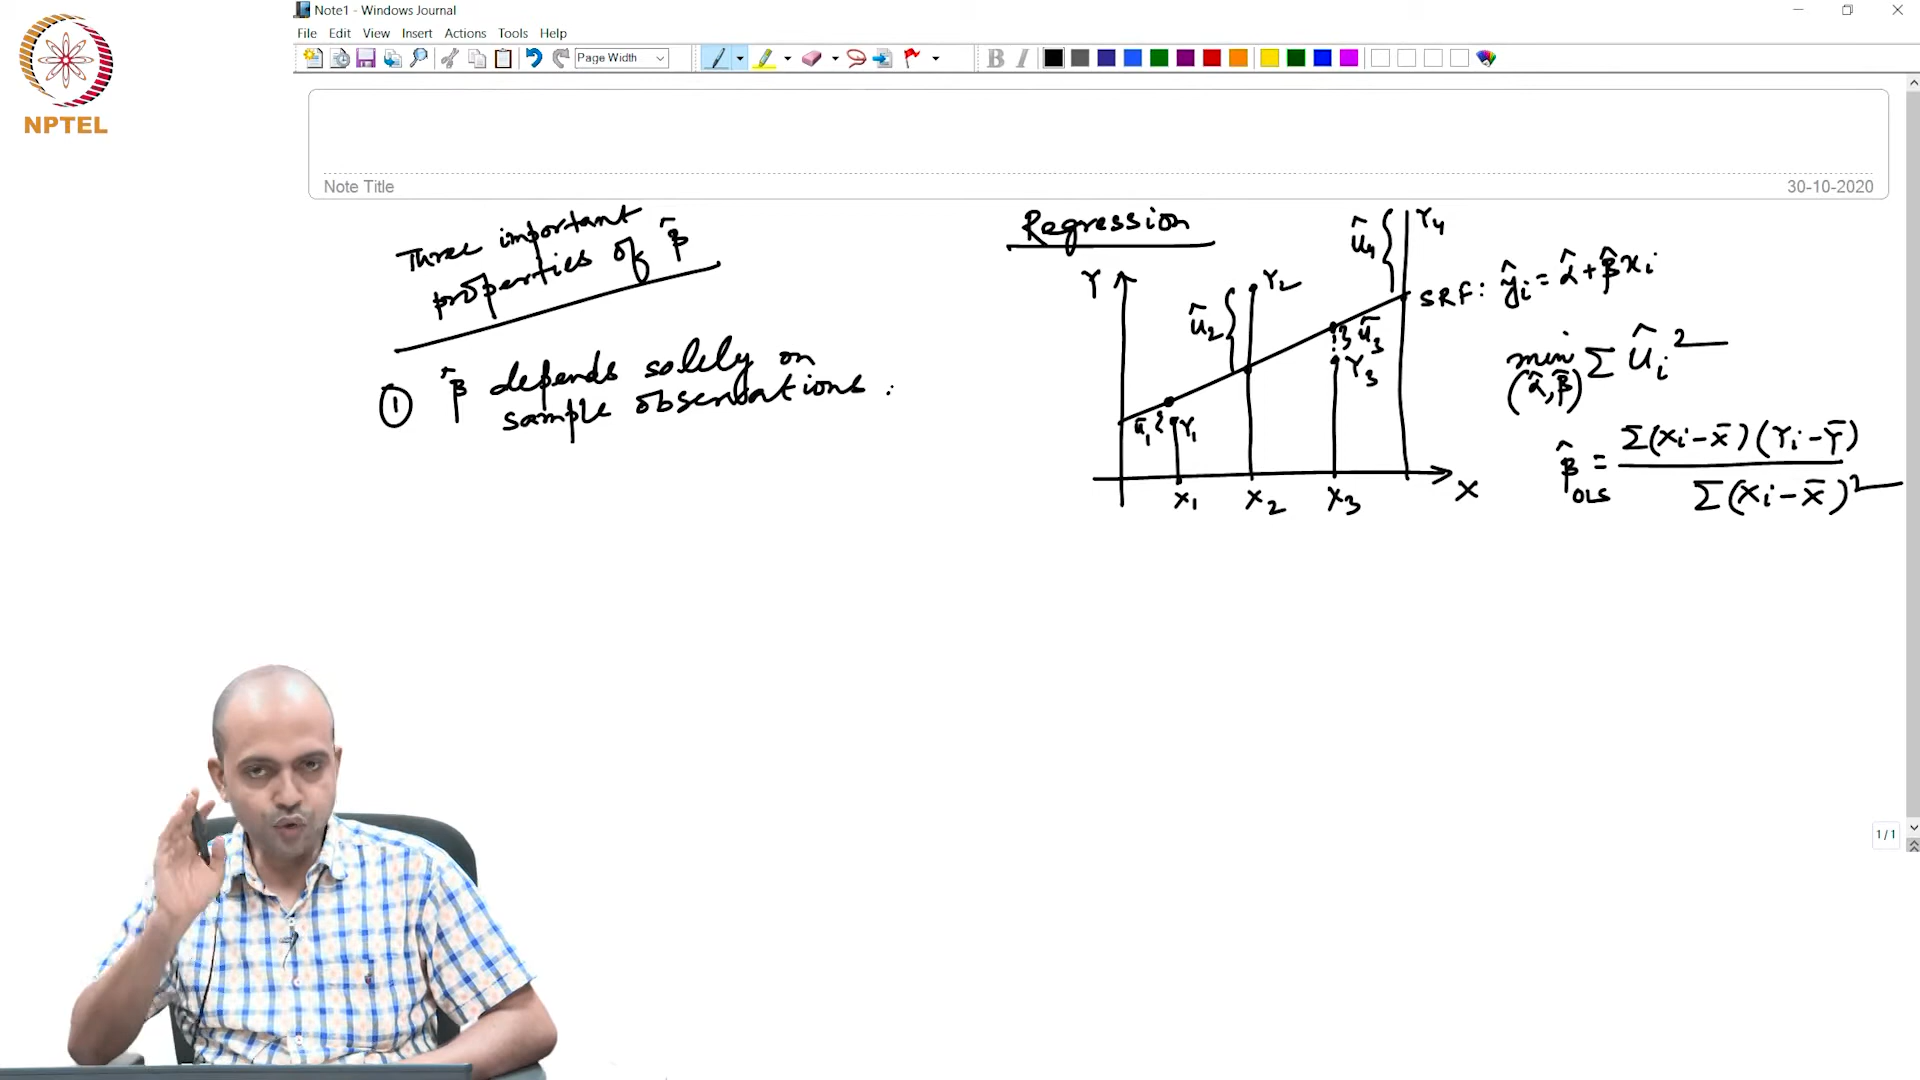 NPTEL
Note1 - Windows Journal
File Edit View Insert Actions Tools Help
Page Width
B I
Note Title
30-10-2020
Three important
properties of β̂
① β̂ depends solely on
sample observations :
Regression
Y
Y₂
û₂
û₄
Y₄
SRF: ŷᵢ = α̂ + β̂xᵢ
û₃
Y₃
û₁
Y₁
X₁ X₂ X₃ X
min Σ ûᵢ²
(α̂, β̂)
β̂ OLS = Σ(Xᵢ - X̄)(Yᵢ - Ȳ)
Σ(Xᵢ - X̄)²
1/1